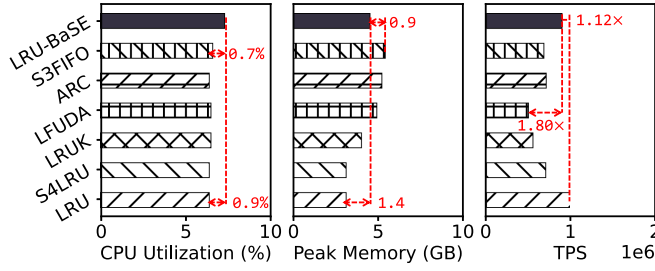 LRU-BaSE
S3FIFO
ARC
LFUDA
LRUK
S4LRU
LRU
0.7%
0.9%
0
5
10
CPU Utilization (%)
0.9
1.4
0
5
10
Peak Memory (GB)
1.12×
1.80×
0
1
2
1e6
TPS